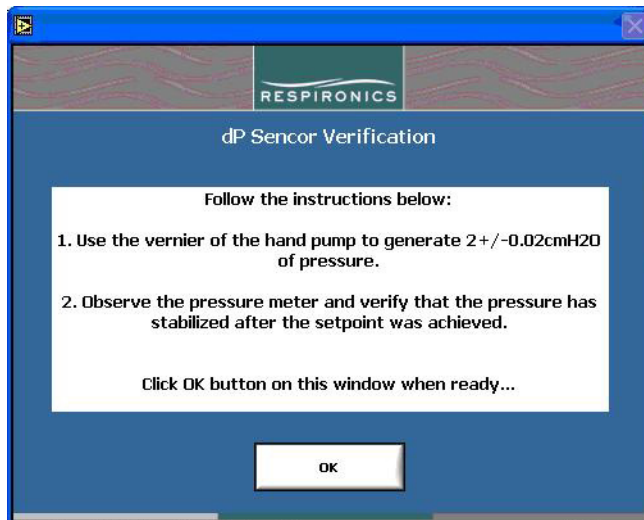 RESPIRONICS
dP Sencor Verification
Follow the instructions below:
1. Use the vernier of the hand pump to generate 2+/-0.02cmH2O
of pressure.
2. Observe the pressure meter and verify that the pressure has
stabilized after the setpoint was achieved.
Click OK button on this window when ready...
OK